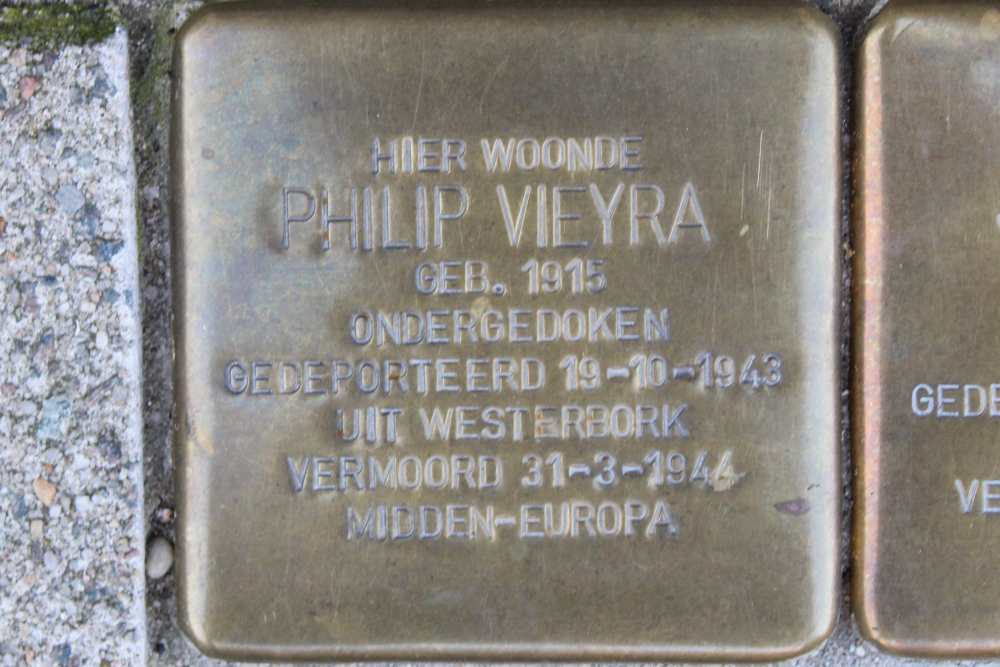 HIER WOONDE
PHILIP VIEYRA
GEB. 1915
ONDERGEDOKEN
GEDEPORTEERD 19-10-1943
UIT WESTERBORK
VERMOORD 31-3-1944
MIDDEN-EUROPA
GEDE
VE